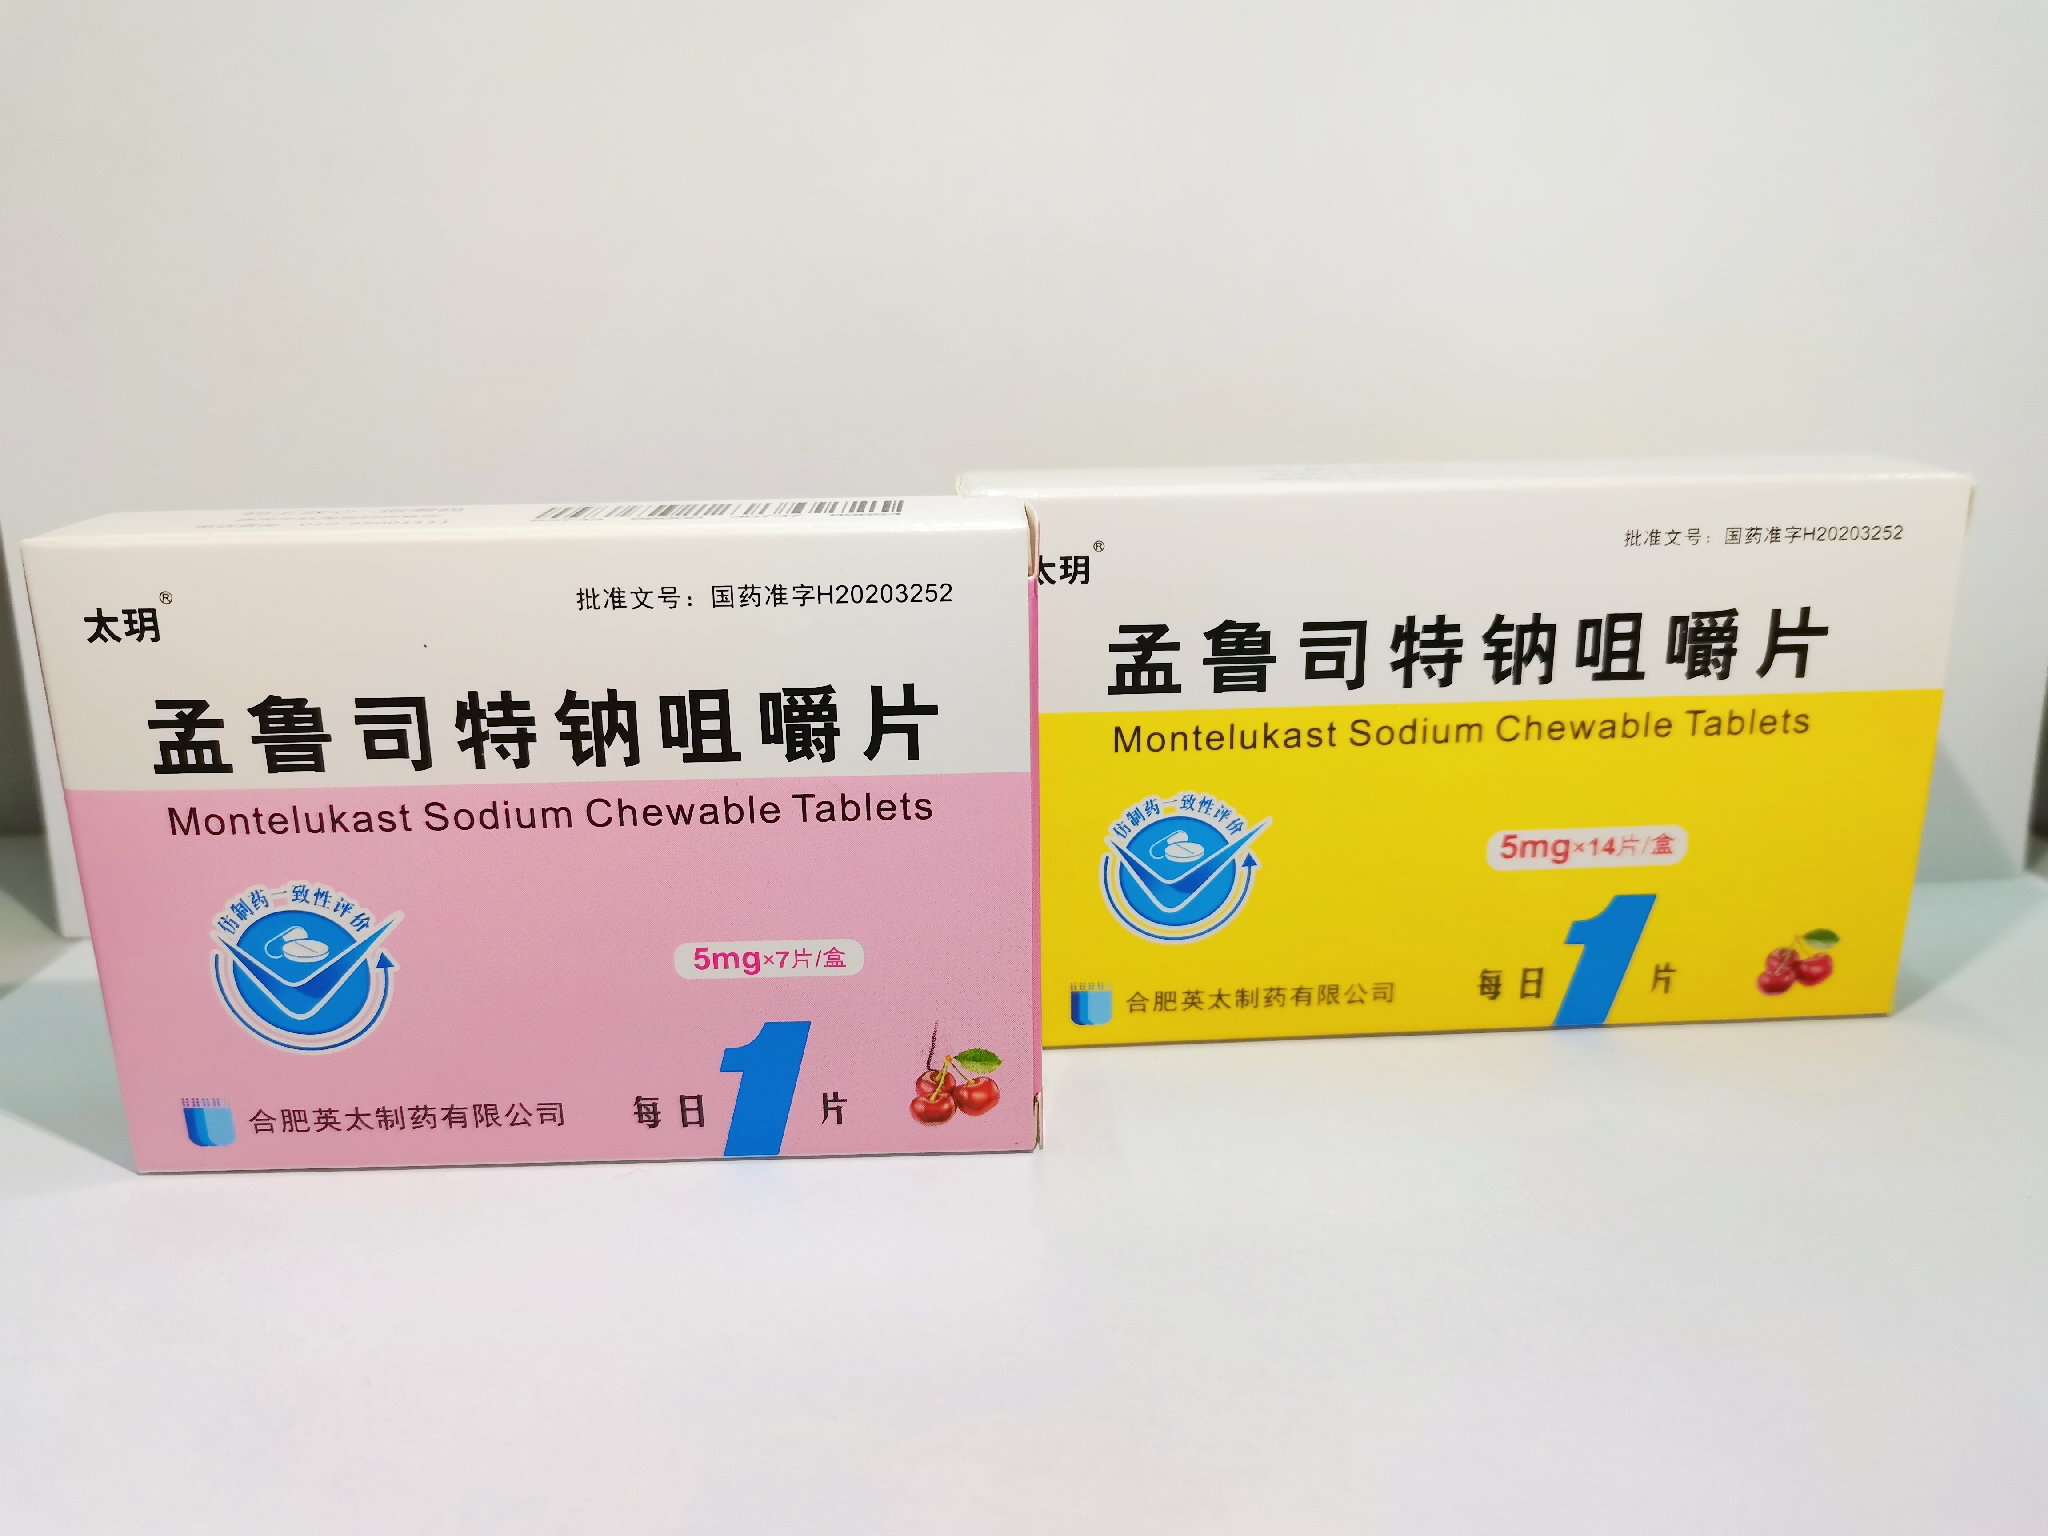 太玥®
批准文号：国药准字H20203252
孟鲁司特钠咀嚼片
Montelukast Sodium Chewable Tablets
仿制药一致性评价
5mg×7片/盒
每日1片
合肥英太制药有限公司
太玥®
批准文号：国药准字H20203252
孟鲁司特钠咀嚼片
Montelukast Sodium Chewable Tablets
仿制药一致性评价
5mg×14片/盒
每日1片
合肥英太制药有限公司